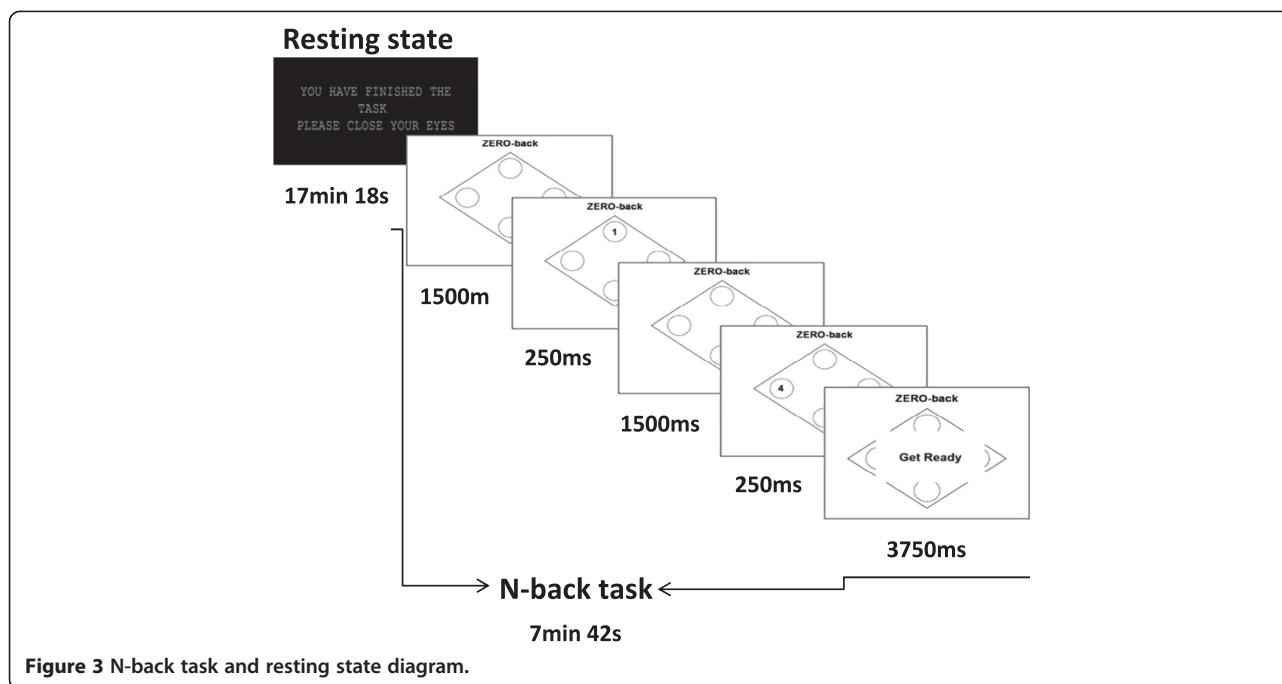 Resting state
YOU HAVE FINISHED THE
TASK
PLEASE CLOSE YOUR EYES
17min 18s
ZERO-back
1500m
ZERO-back
1
250ms
ZERO-back
1500ms
ZERO-back
4
250ms
ZERO-back
Get Ready
3750ms
N-back task
7min 42s
Figure 3 N-back task and resting state diagram.